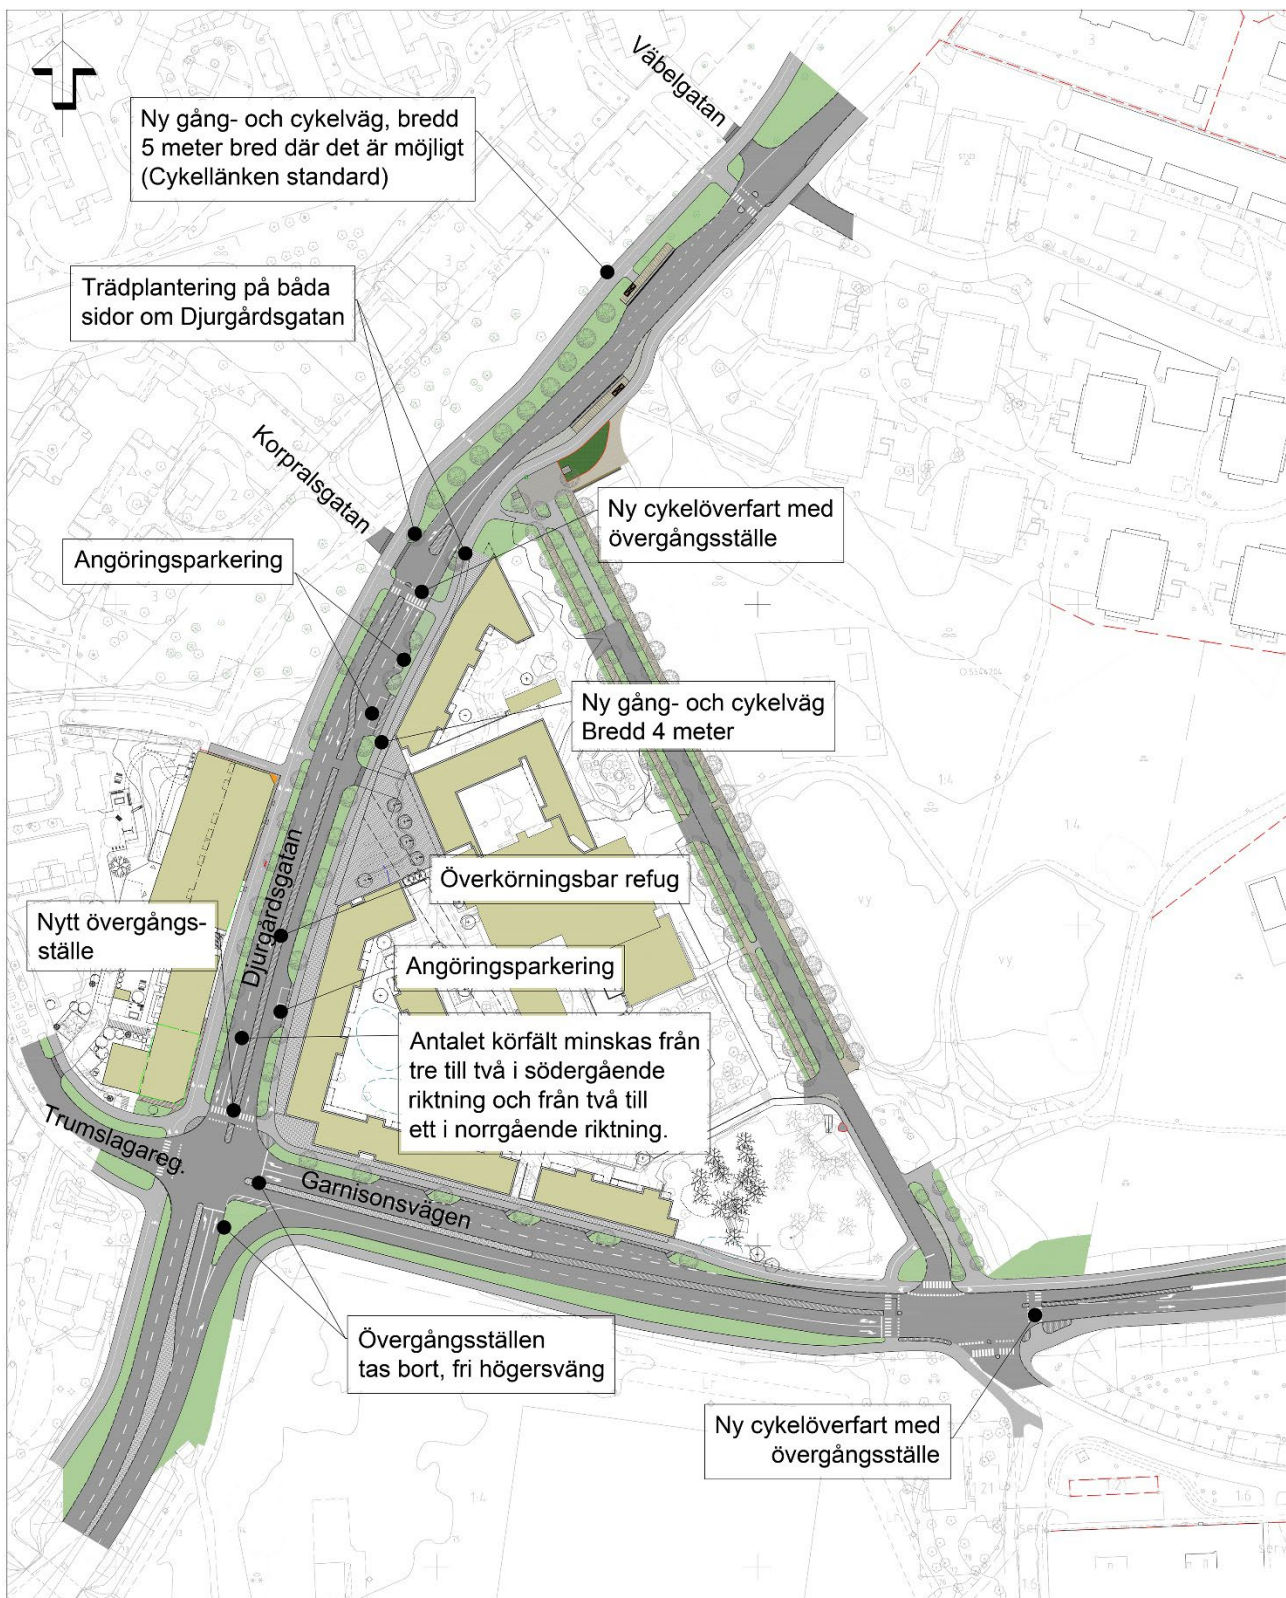 Väbelgatan
Ny gång- och cykelväg, bredd
5 meter bred där det är möjligt
(Cykellänken standard)
Trädplantering på båda
sidor om Djurgårdsgatan
Korpralsgatan
Ny cykelöverfart med
övergångsställe
Angöringsparkering
Ny gång- och cykelväg
Bredd 4 meter
Djurgårdsgatan
Överkörningsbar refug
Nytt övergångs-
ställe
Angöringsparkering
Antalet körfält minskas från
tre till två i södergående
riktning och från två till
ett i norrgående riktning.
Trumslagareg.
Garnisonsvägen
Övergångsställen
tas bort, fri högersväng
Ny cykelöverfart med
övergångsställe